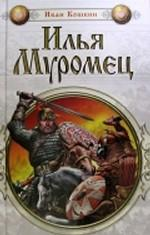 Иван Кошкин
Илья
Муромец